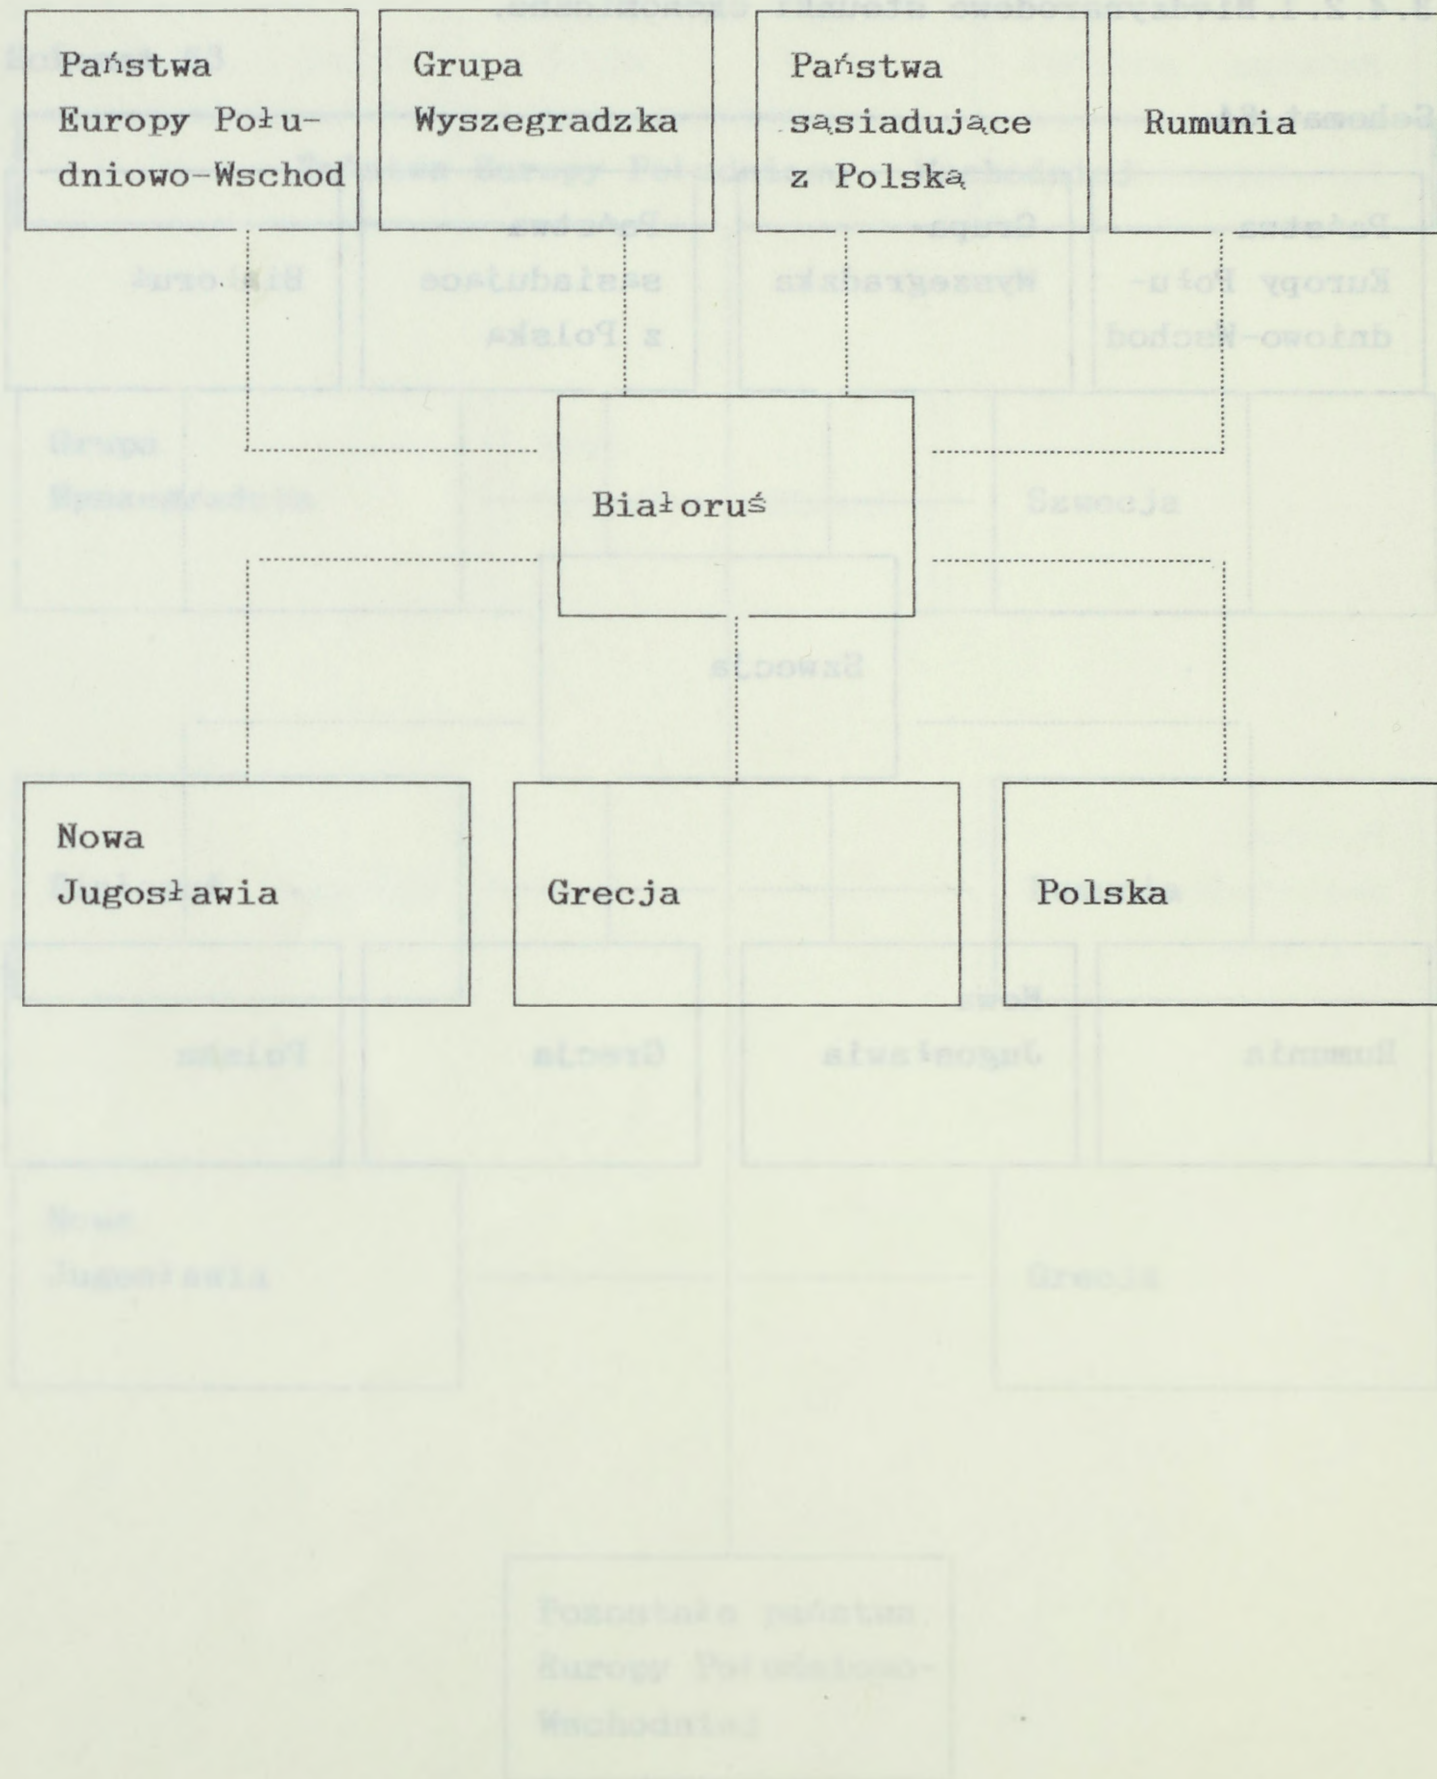 Państwa
Europy Połu-
dniowo-Wschod
Grupa
Wyszegradzka
Państwa
sąsiadujące
z Polską
Rumunia
Białoruś
Nowa
Jugosławia
Grecja
Polska